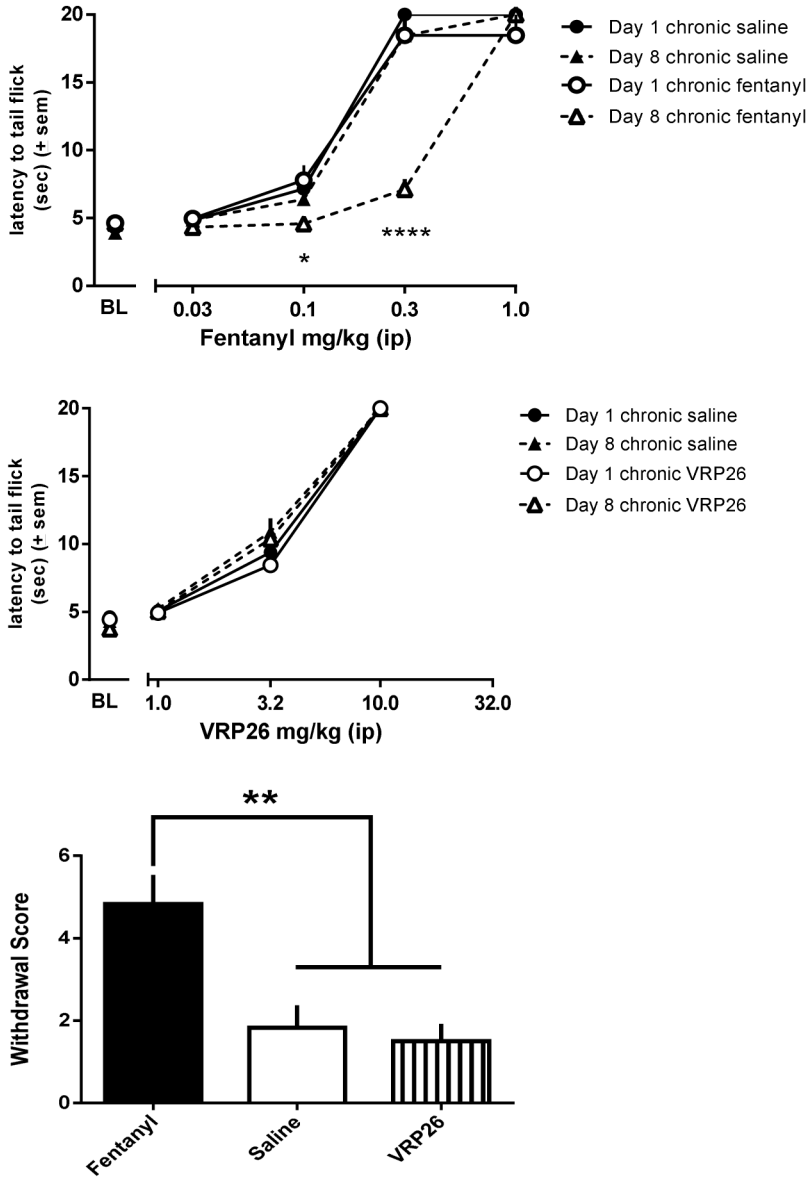 20
15
10
5
0
latency to tail flick
(sec) (± sem)
BL
0.03 0.1 0.3 1.0
Fentanyl mg/kg (ip)
*
****
Day 1 chronic saline
Day 8 chronic saline
Day 1 chronic fentanyl
Day 8 chronic fentanyl
20
15
10
5
0
latency to tail flick
(sec) (± sem)
BL
1.0 3.2 10.0 32.0
VRP26 mg/kg (ip)
Day 1 chronic saline
Day 8 chronic saline
Day 1 chronic VRP26
Day 8 chronic VRP26
**
6
4
2
0
Withdrawal Score
Fentanyl
Saline
VRP26